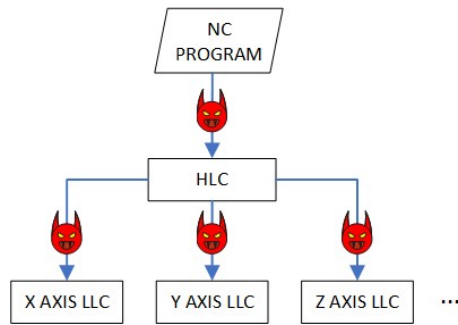 NC
PROGRAM
HLC
X AXIS LLC
Y AXIS LLC
Z AXIS LLC
...